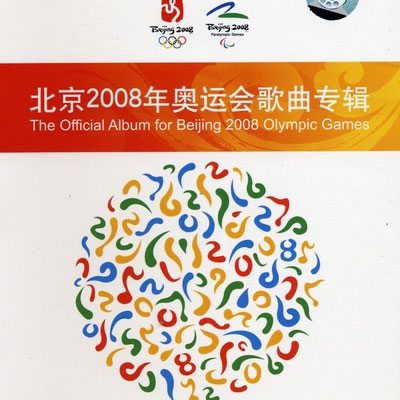 Beijing 2008
Beijing 2008
Paralympic Games
北京2008年奥运会歌曲专辑
The Official Album for Beijing 2008 Olympic Games